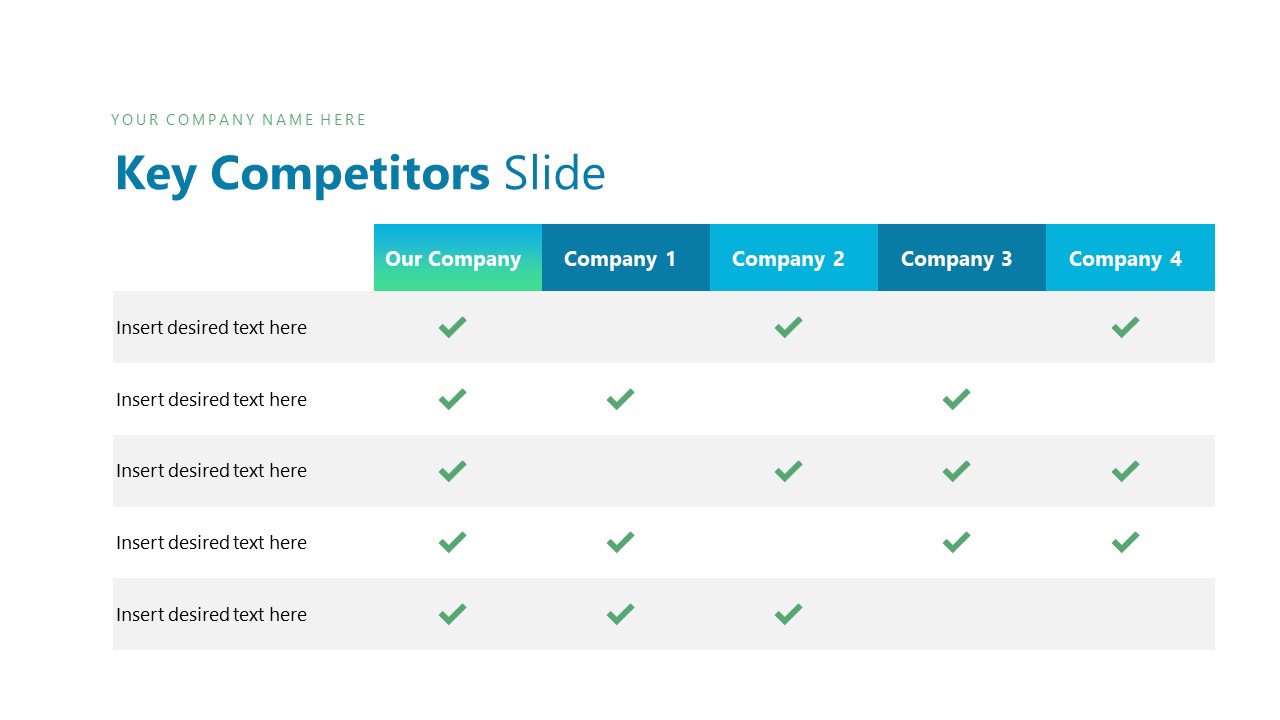 YOUR COMPANY NAME HERE
Key Competitors Slide
Our Company Company 1 Company 2 Company 3 Company 4
Insert desired text here
Insert desired text here
Insert desired text here
Insert desired text here
Insert desired text here